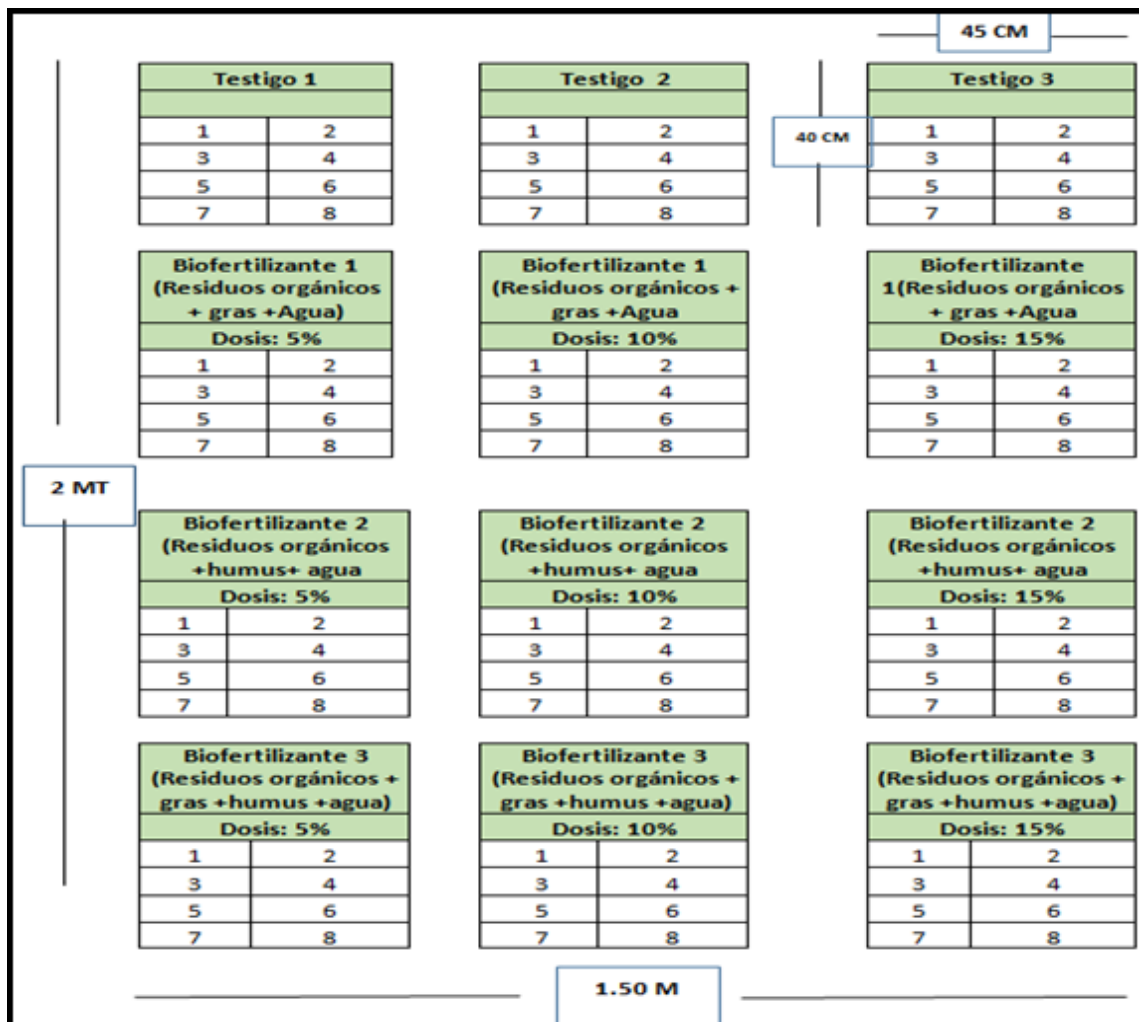 45 CM
Testigo 1
1 2
3 4
5 6
7 8
Testigo 2
1 2
3 4
5 6
7 8
40 CM
Testigo 3
1 2
3 4
5 6
7 8
Biofertilizante 1
(Residuos orgánicos
+ gras +Agua)
Dosis: 5%
1 2
3 4
5 6
7 8
Biofertilizante 1
(Residuos orgánicos +
gras +Agua
Dosis: 10%
1 2
3 4
5 6
7 8
Biofertilizante
1(Residuos orgánicos
+ gras +Agua
Dosis: 15%
1 2
3 4
5 6
7 8
2 MT
Biofertilizante 2
(Residuos orgánicos
+humus+ agua
Dosis: 5%
1 2
3 4
5 6
7 8
Biofertilizante 2
(Residuos orgánicos
+humus+ agua
Dosis: 10%
1 2
3 4
5 6
7 8
Biofertilizante 2
(Residuos orgánicos
+humus+ agua
Dosis: 15%
1 2
3 4
5 6
7 8
Biofertilizante 3
(Residuos orgánicos +
gras +humus +agua)
Dosis: 5%
1 2
3 4
5 6
7 8
Biofertilizante 3
(Residuos orgánicos +
gras +humus +agua)
Dosis: 10%
1 2
3 4
5 6
7 8
Biofertilizante 3
(Residuos orgánicos +
gras +humus +agua)
Dosis: 15%
1 2
3 4
5 6
7 8
1.50 M